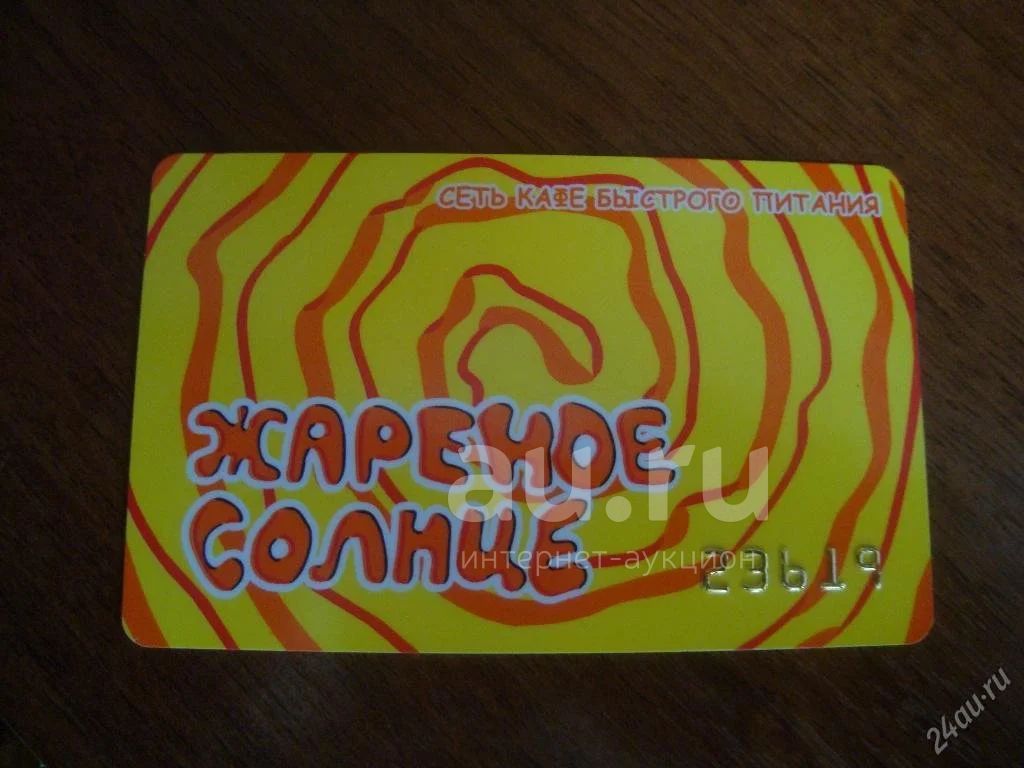 СЕТЬ КАФЕ БЫСТРОГО ПИТАНИЯ
ЖАРЕНОЕ
СОЛНЦЕ
au.ru
интернет-аукцион
23619
24au.ru